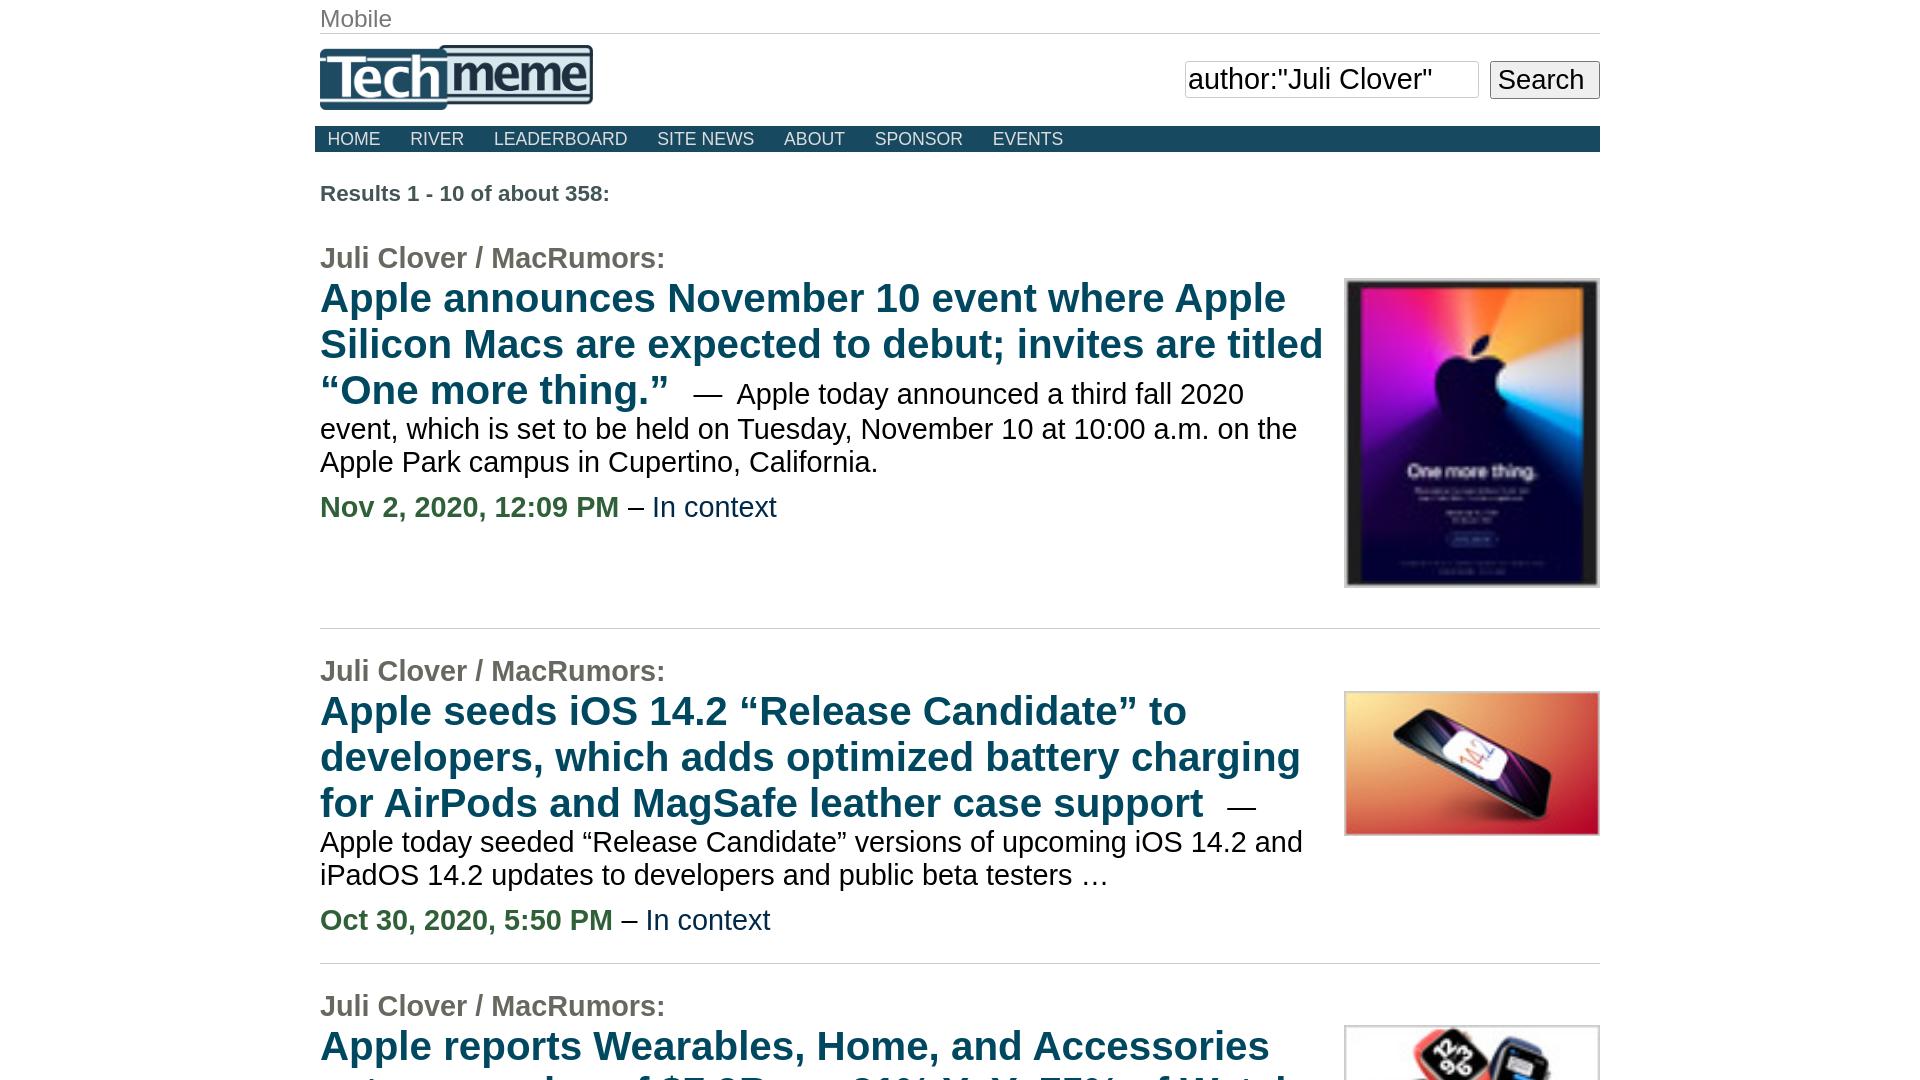 Mobile
Techmeme
author:"Juli Clover" Search
HOME RIVER LEADERBOARD SITE NEWS ABOUT SPONSOR EVENTS
Results 1 - 10 of about 358:
Juli Clover / MacRumors:
Apple announces November 10 event where Apple
Silicon Macs are expected to debut; invites are titled
“One more thing.” — Apple today announced a third fall 2020
event, which is set to be held on Tuesday, November 10 at 10:00 a.m. on the
Apple Park campus in Cupertino, California.
Nov 2, 2020, 12:09 PM – In context
One more thing.
Juli Clover / MacRumors:
Apple seeds iOS 14.2 “Release Candidate” to
developers, which adds optimized battery charging
for AirPods and MagSafe leather case support —
Apple today seeded “Release Candidate” versions of upcoming iOS 14.2 and
iPadOS 14.2 updates to developers and public beta testers …
Oct 30, 2020, 5:50 PM – In context
14.2
Juli Clover / MacRumors:
Apple reports Wearables, Home, and Accessories